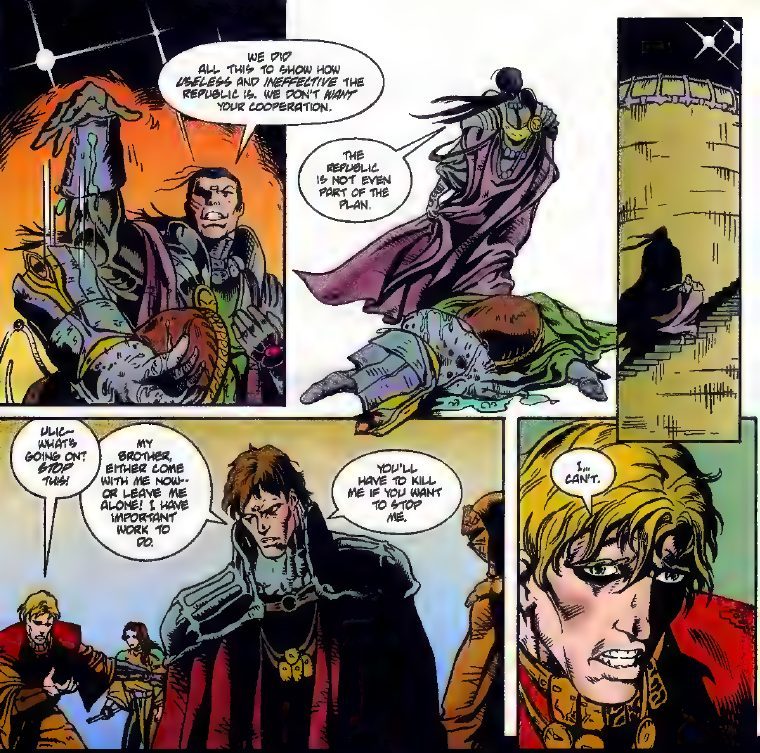 WE DID
ALL THIS TO SHOW HOW
USELESS AND INEFFECTIVE THE
REPUBLIC IS. WE DON'T WANT
YOUR COOPERATION.
THE
REPUBLIC
IS NOT EVEN
PART OF THE
PLAN.
ULIC--
WHAT'S
GOING ON?
STOP
THIS!
MY
BROTHER,
EITHER COME
WITH ME NOW--
OR LEAVE ME
ALONE! I HAVE
IMPORTANT
WORK TO
DO.
YOU'LL
HAVE TO KILL
ME IF YOU WANT
TO STOP
ME.
I...
CAN'T.